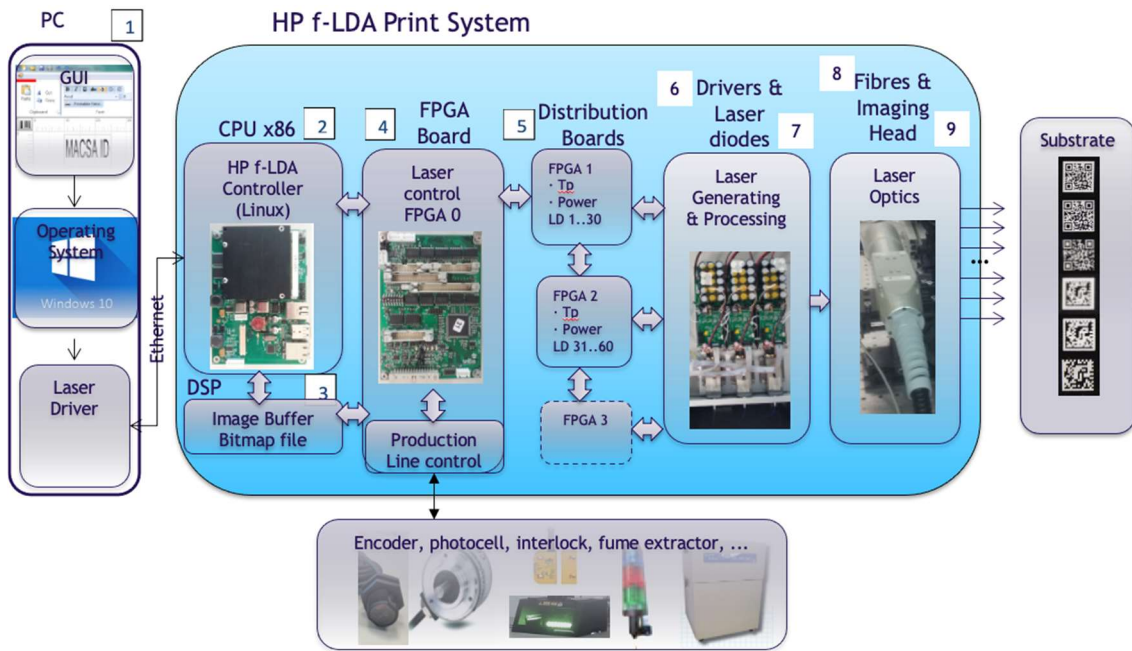 PC
1
HP f-LDA Print System
GUI
MACSA ID
Operating
System
Windows 10
Laser
Driver
Ethernet
CPU x86
2
HP f-LDA
Controller
(Linux)
DSP
3
Image Buffer
Bitmap file
4
FPGA
Board
Laser
control
FPGA 0
Production
Line control
5
Distribution
Boards
FPGA 1
· Tp
· Power
LD 1..30
FPGA 2
· Tp
· Power
LD 31..60
FPGA 3
6
Drivers &
Laser
diodes
7
Laser
Generating
& Processing
8
Fibres &
Imaging
Head
9
Laser
Optics
...
Substrate
Encoder, photocell, interlock, fume extractor, ...